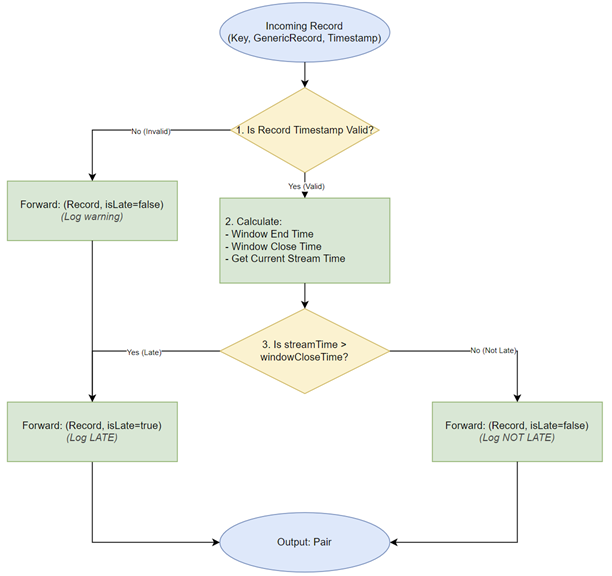 Incoming Record
(Key, GenericRecord, Timestamp)
1. Is Record Timestamp Valid?
No (Invalid)
Yes (Valid)
Forward: (Record, isLate=false)
(Log warning)
2. Calculate:
- Window End Time
- Window Close Time
- Get Current Stream Time
3. Is streamTime >
windowCloseTime?
Yes (Late)
No (Not Late)
Forward: (Record, isLate=true)
(Log LATE)
Forward: (Record, isLate=false)
(Log NOT LATE)
Output: Pair